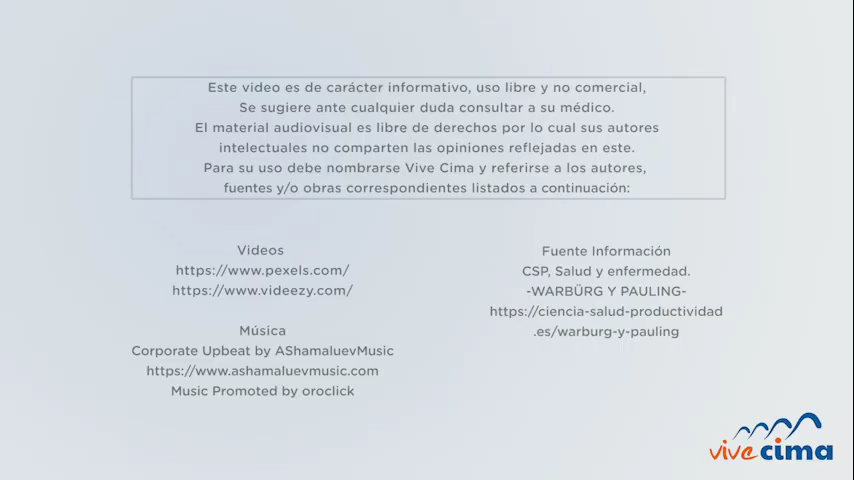 Este video es de carácter informativo, uso libre y no comercial,
Se sugiere ante cualquier duda consultar a su médico.
El material audiovisual es libre de derechos por lo cual sus autores
intelectuales no comparten las opiniones reflejadas en este.
Para su uso debe nombrarse Vive Cima y referirse a los autores,
fuentes y/o obras correspondientes listados a continuación:
Videos
https://www.pexels.com/
https://www.videezy.com/
Música
Corporate Upbeat by AShamaluevMusic
https://www.ashamaluevmusic.com
Music Promoted by oroclick
Fuente Información
CSP, Salud y enfermedad.
-WARBÜRG Y PAULING-
https://ciencia-salud-productividad
.es/warburg-y-pauling
vive cima